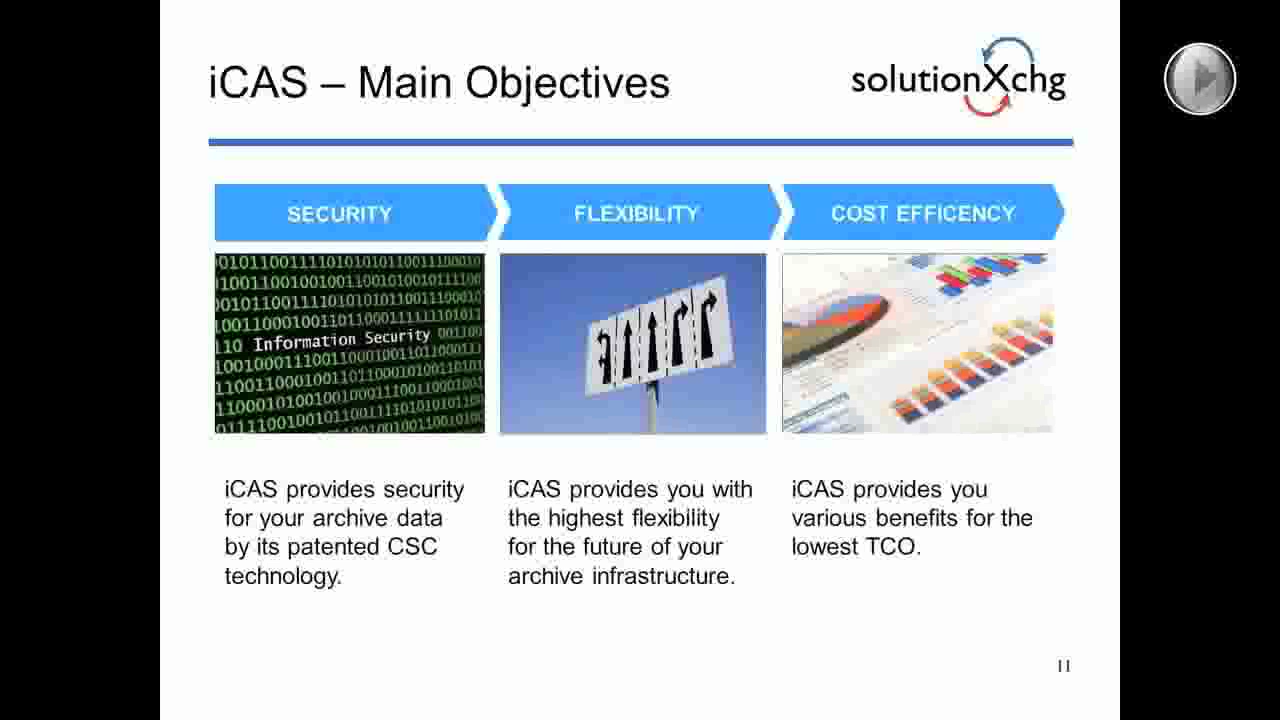 iCAS – Main Objectives
solutionXchg
SECURITY
FLEXIBILITY
COST EFFICENCY
Information Security
iCAS provides security
for your archive data
by its patented CSC
technology.
iCAS provides you with
the highest flexibility
for the future of your
archive infrastructure.
iCAS provides you
various benefits for the
lowest TCO.
11